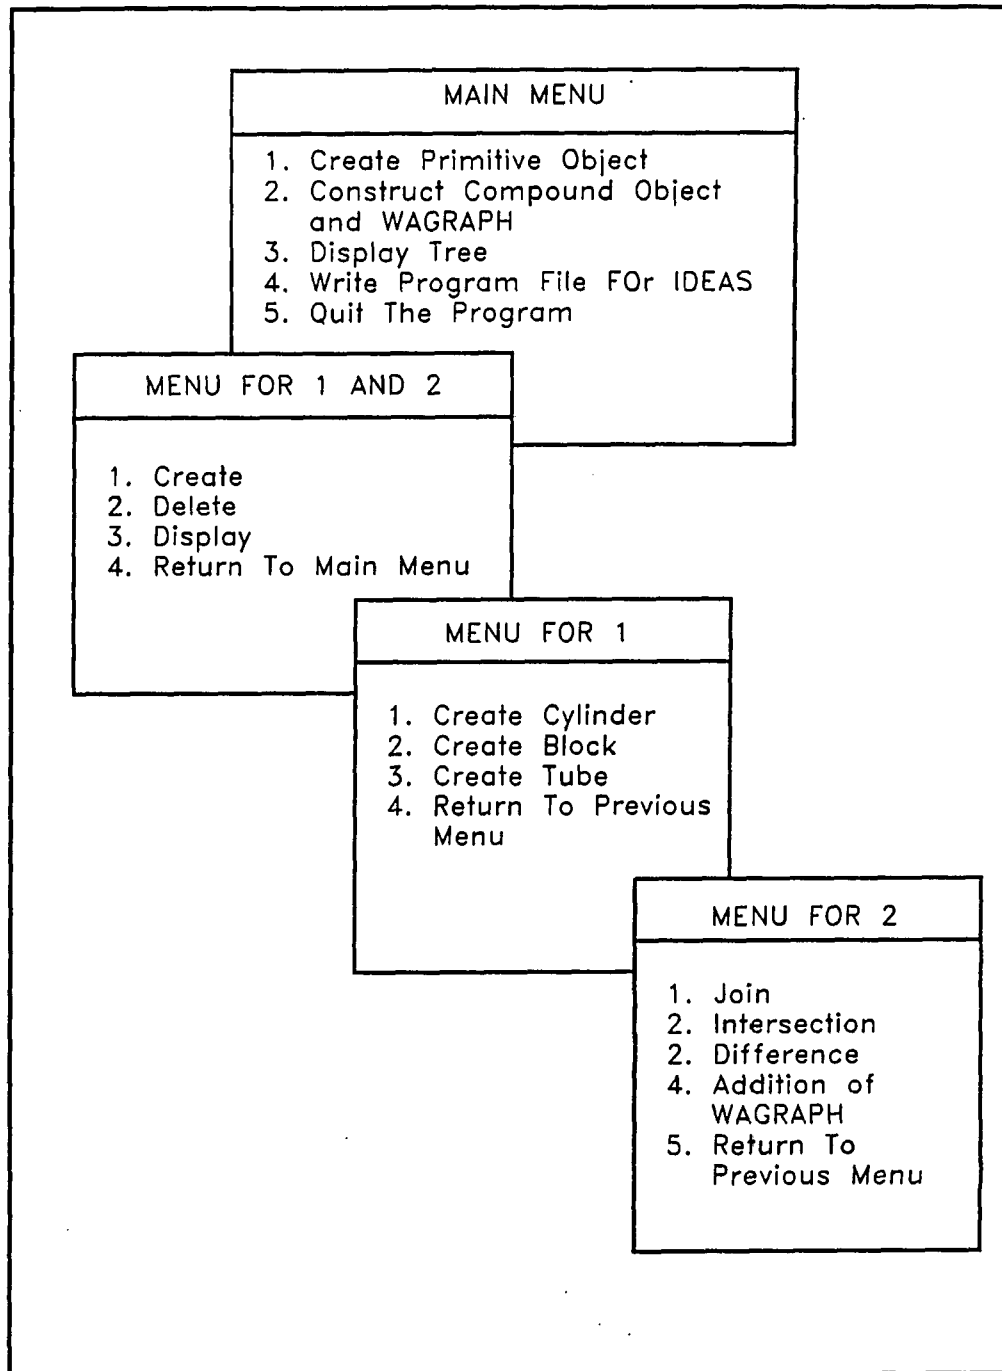 MAIN MENU
1. Create Primitive Object
2. Construct Compound Object
and WAGRAPH
3. Display Tree
4. Write Program File FOr IDEAS
5. Quit The Program
MENU FOR 1 AND 2
1. Create
2. Delete
3. Display
4. Return To Main Menu
MENU FOR 1
1. Create Cylinder
2. Create Block
3. Create Tube
4. Return To Previous
Menu
MENU FOR 2
1. Join
2. Intersection
2. Difference
4. Addition of
WAGRAPH
5. Return To
Previous Menu